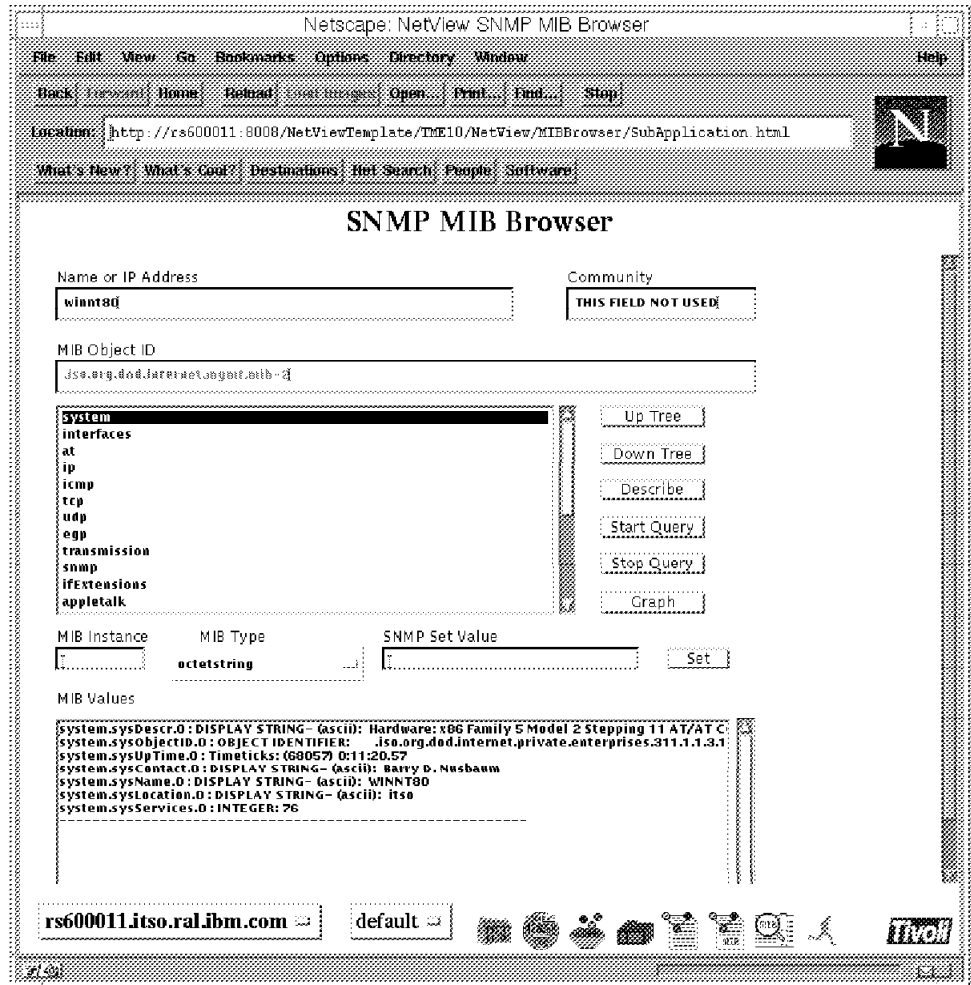 Netscape: NetView SNMP MIB Browser
File Edit View Go Bookmarks Options Directory Window Help
Back Forward Home Reload Load Images Open... Print... Find... Stop
Location: http://rs600011:8008/NetViewTemplate/TME10/NetView/MIBBrowser/SubApplication.html
N
What's New? What's Cool? Destinations Net Search People Software
SNMP MIB Browser
Name or IP Address Community
winnt80 THIS FIELD NOT USED
MIB Object ID
.iso.org.dod.internet.mgmt.mib-2
system
interfaces
at
ip
icmp
tcp
udp
egp
transmission
snmp
ifExtensions
appletalk
Up Tree
Down Tree
Describe
Start Query
Stop Query
Graph
MIB Instance MIB Type SNMP Set Value
octetstring Set
MIB Values
system.sysDescr.0 : DISPLAY STRING- (ascii): Hardware: x86 Family 5 Model 2 Stepping 11 AT/AT C
system.sysObjectID.0 : OBJECT IDENTIFIER: .iso.org.dod.internet.private.enterprises.311.1.1.3.1
system.sysUpTime.0 : Timeticks: (68057) 0:11:20.57
system.sysContact.0 : DISPLAY STRING- (ascii): Barry D. Nusbaum
system.sysName.0 : DISPLAY STRING- (ascii): WINNT80
system.sysLocation.0 : DISPLAY STRING- (ascii): itso
system.sysServices.0 : INTEGER: 76
rs600011.itso.ral.ibm.com default Tivoli